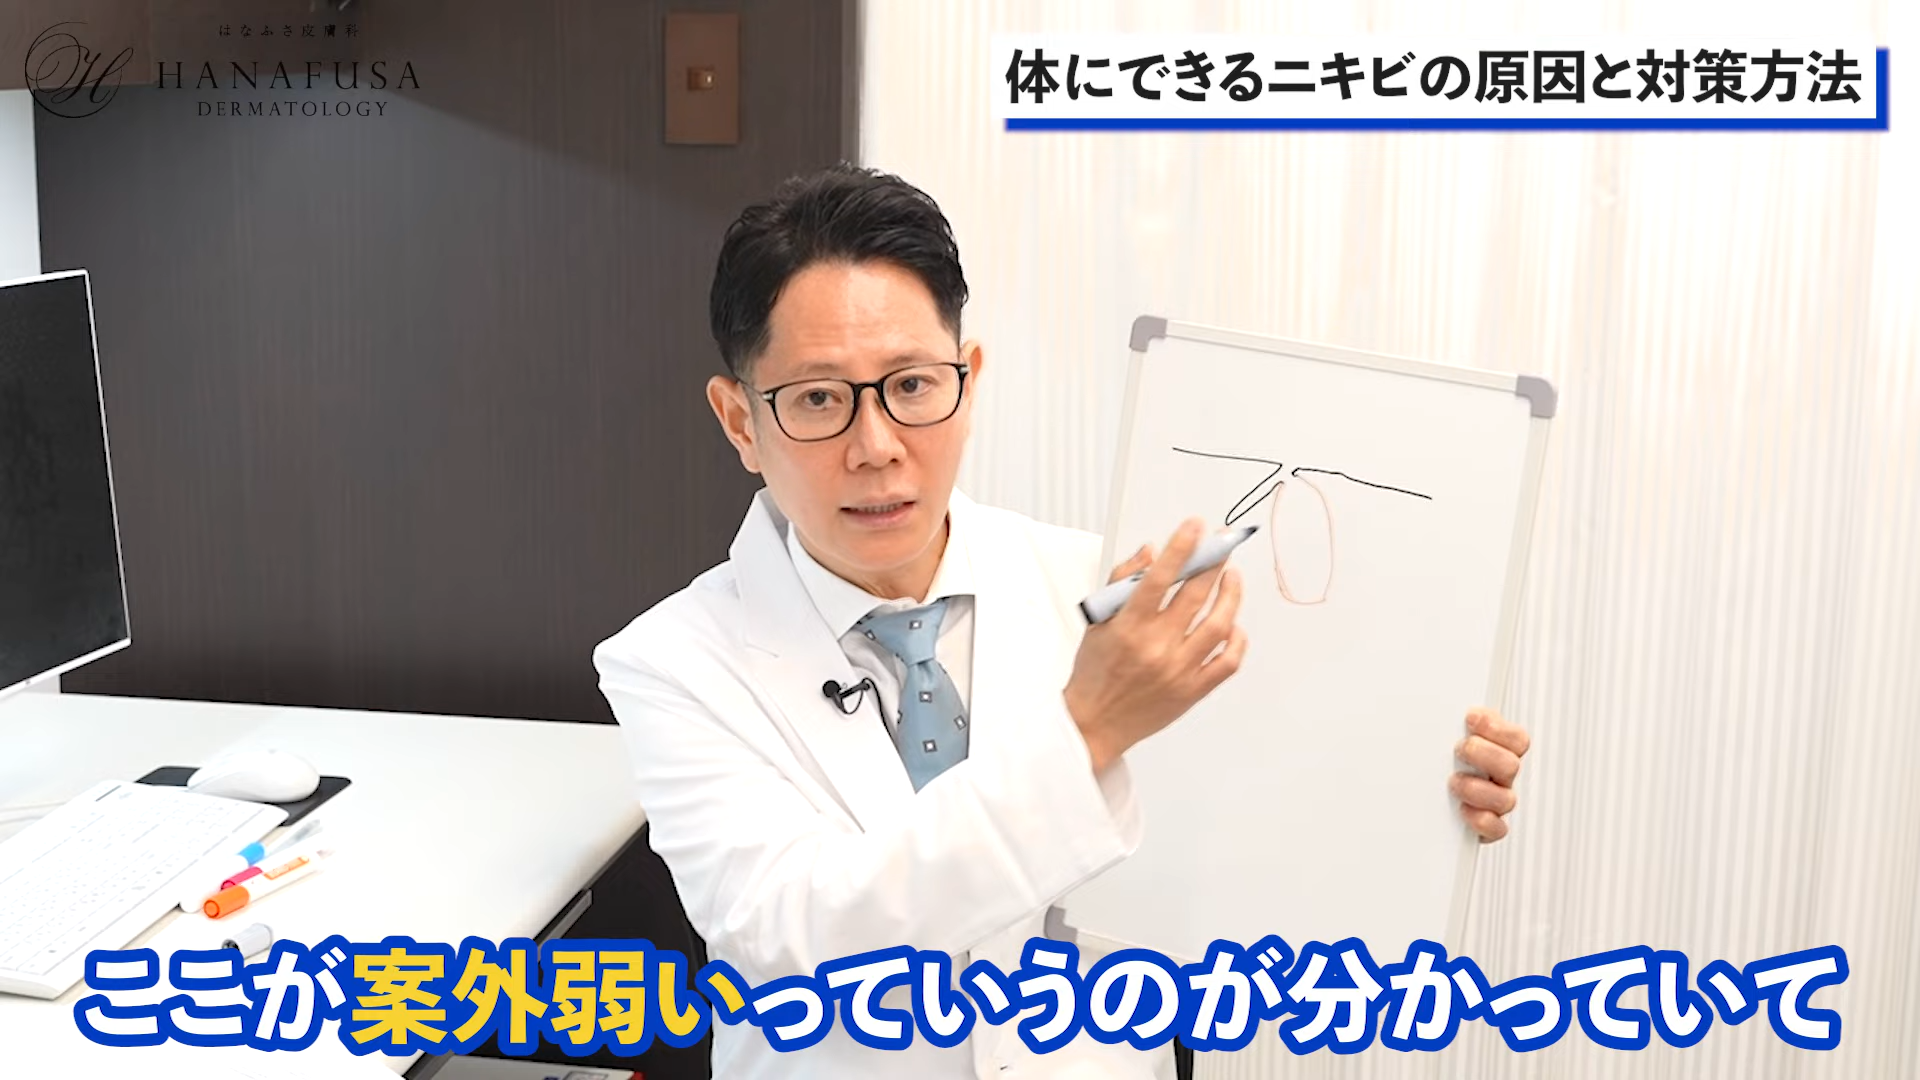 はなふさ皮膚科
HANAFUSA
DERMATOLOGY
体にできるニキビの原因と対策方法
ここが案外弱いっていうのが分かっていて